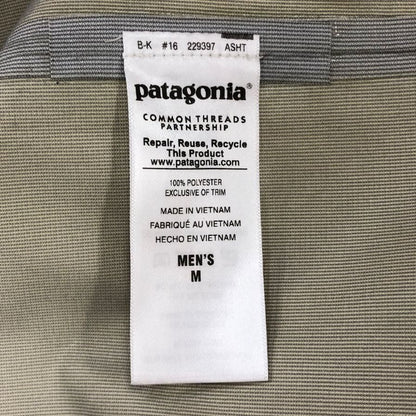 B-K #16 229397 ASHT
patagonia®
COMMON THREADS
PARTNERSHIP
Repair, Reuse, Recycle
This Product
www.patagonia.com
100% POLYESTER
EXCLUSIVE OF TRIM
MADE IN VIETNAM
FABRIQUÉ AU VIETNAM
HECHO EN VIETNAM
MEN'S
M